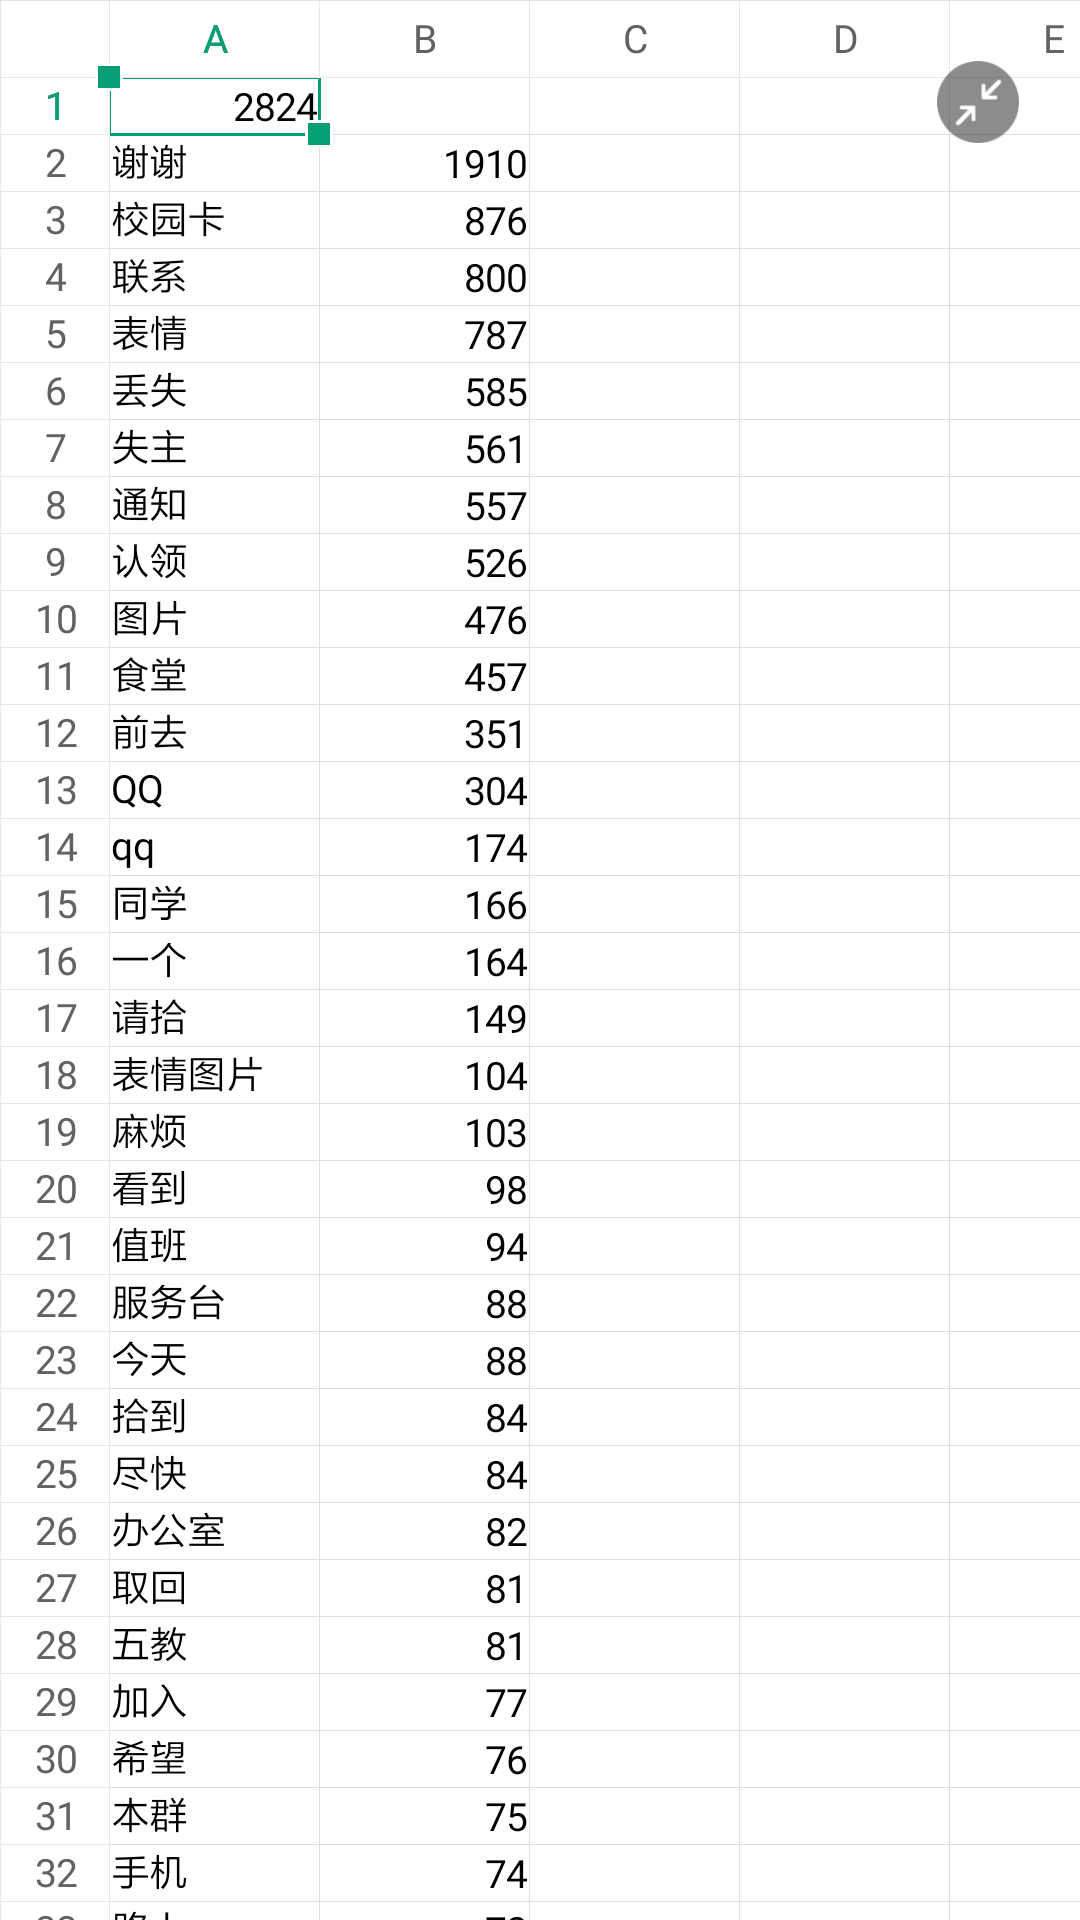 A B C D E
1 2824
2 谢谢 1910
3 校园卡 876
4 联系 800
5 表情 787
6 丢失 585
7 失主 561
8 通知 557
9 认领 526
10 图片 476
11 食堂 457
12 前去 351
13 QQ 304
14 qq 174
15 同学 166
16 一个 164
17 请拾 149
18 表情图片 104
19 麻烦 103
20 看到 98
21 值班 94
22 服务台 88
23 今天 88
24 拾到 84
25 尽快 84
26 办公室 82
27 取回 81
28 五教 81
29 加入 77
30 希望 76
31 本群 75
32 手机 74